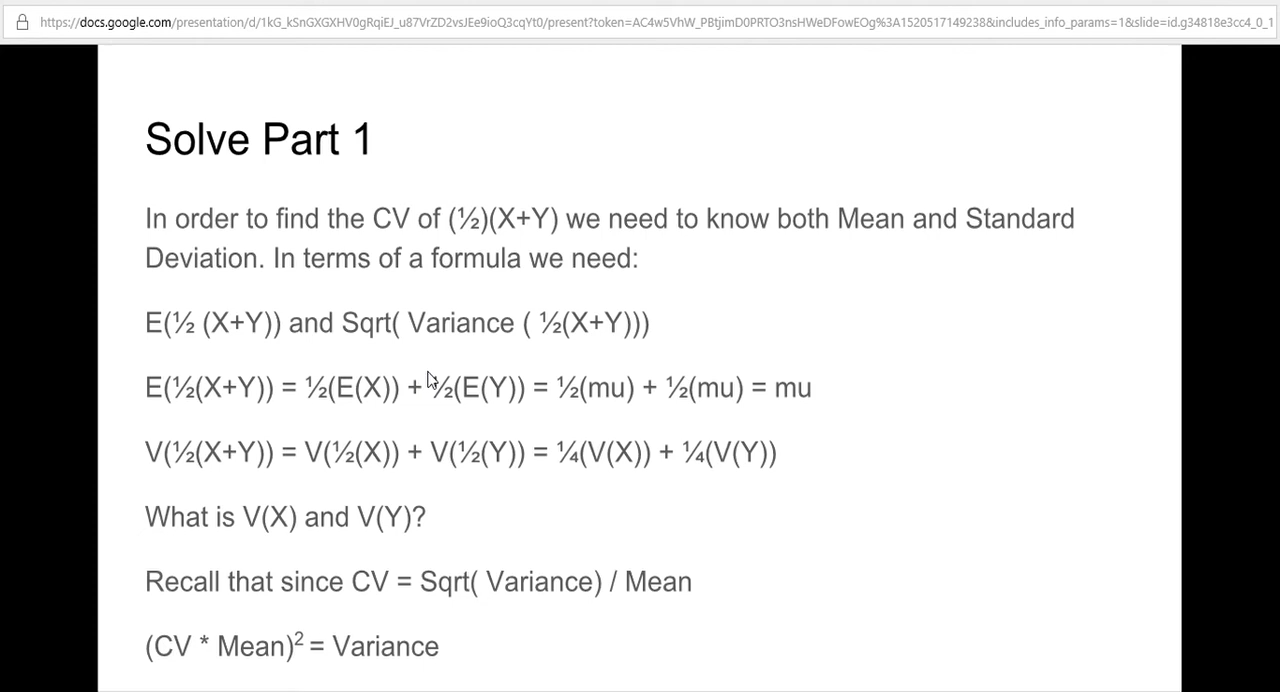 https://docs.google.com/presentation/d/1kG_kSnGXGXHV0gRqiEJ_u87VrZD2vsJEe9ioQ3cqYt0/present?token=AC4w5VhW_PBtjimD0PRTO3nsHWeDFowEOg%3A1520517149238&includes_info_params=1&slide=id.g34818e3cc4_0_1
Solve Part 1
In order to find the CV of (½)(X+Y) we need to know both Mean and Standard
Deviation. In terms of a formula we need:
E(½ (X+Y)) and Sqrt( Variance ( ½(X+Y)))
E(½(X+Y)) = ½(E(X)) + ½(E(Y)) = ½(mu) + ½(mu) = mu
V(½(X+Y)) = V(½(X)) + V(½(Y)) = ¼(V(X)) + ¼(V(Y))
What is V(X) and V(Y)?
Recall that since CV = Sqrt( Variance) / Mean
(CV * Mean)² = Variance